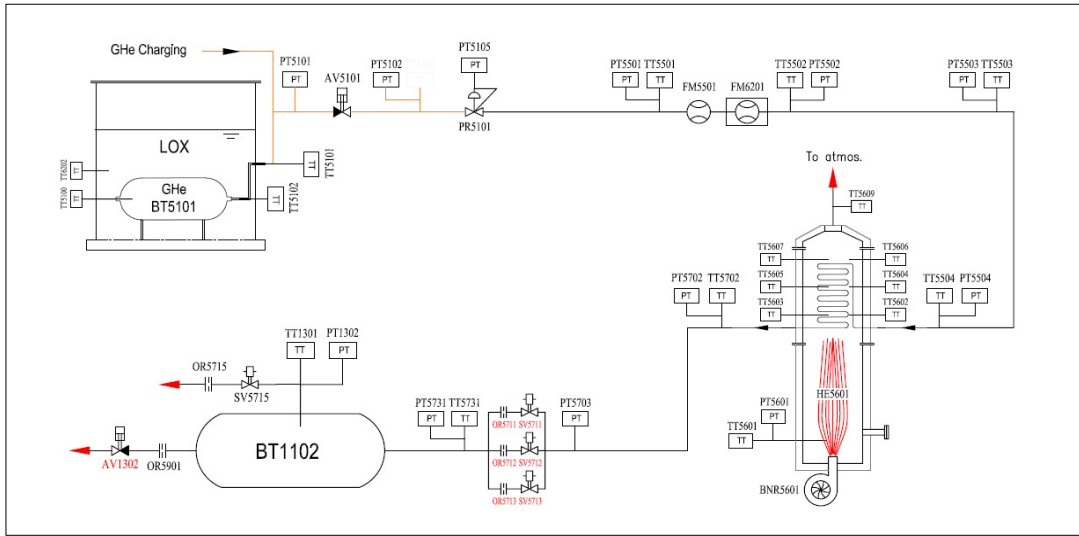 GHe Charging
PT5101
PT
AV5101
PT5102
PT
PT5105
PT
PR5101
PT5501
PT
TT5501
TT
FM5501
FM6201
TT5502
TT
PT5502
PT
PT5503
PT
TT5503
TT
LOX
TT6202
TT
TT5100
TT
GHe
BT5101
TT
TT5101
TT
TT5102
To atmos.
TT5609
TT
TT5607
TT
TT5606
TT
TT5605
TT
TT5604
TT
TT5603
TT
TT5602
TT
PT5702
PT
TT5702
TT
TT5504
TT
PT5504
PT
HE5601
PT5601
PT
TT5601
TT
BNR5601
TT1301
TT
PT1302
PT
OR5715
SV5715
AV1302
OR5901
BT1102
PT5731
PT
TT5731
TT
OR5711
SV5711
OR5712
SV5712
OR5713
SV5713
PT5703
PT